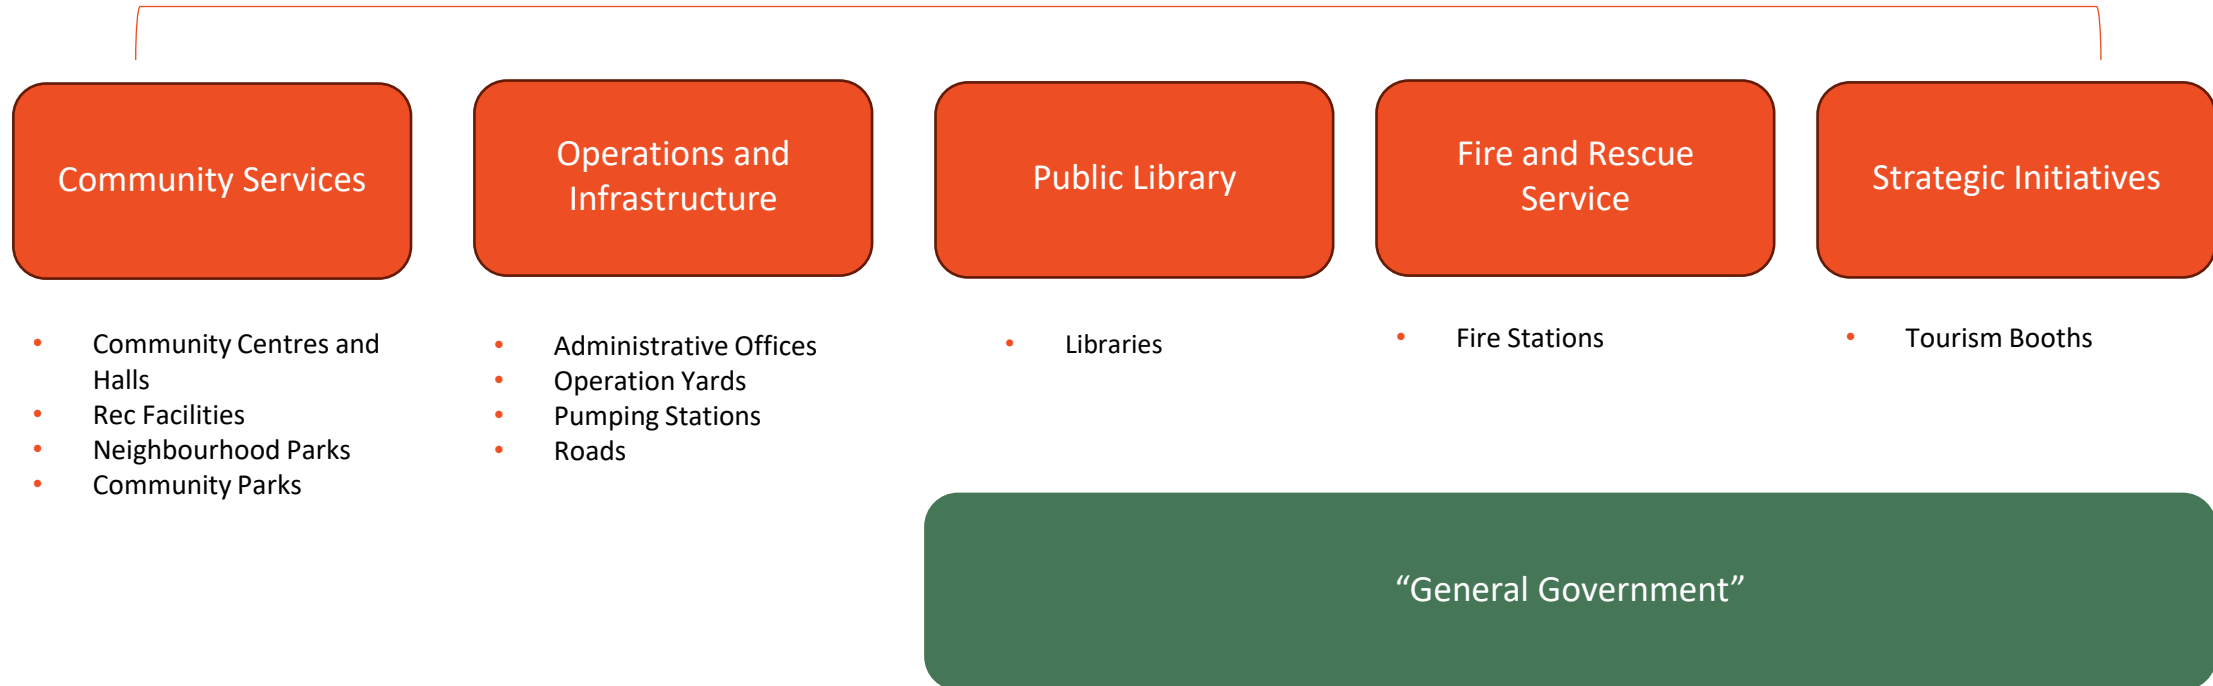 Community Services
Operations and
Infrastructure
Public Library
Fire and Rescue
Service
Strategic Initiatives
• Community Centres and
Halls
• Rec Facilities
• Neighbourhood Parks
• Community Parks
• Administrative Offices
• Operation Yards
• Pumping Stations
• Roads
• Libraries
• Fire Stations
• Tourism Booths
“General Government”